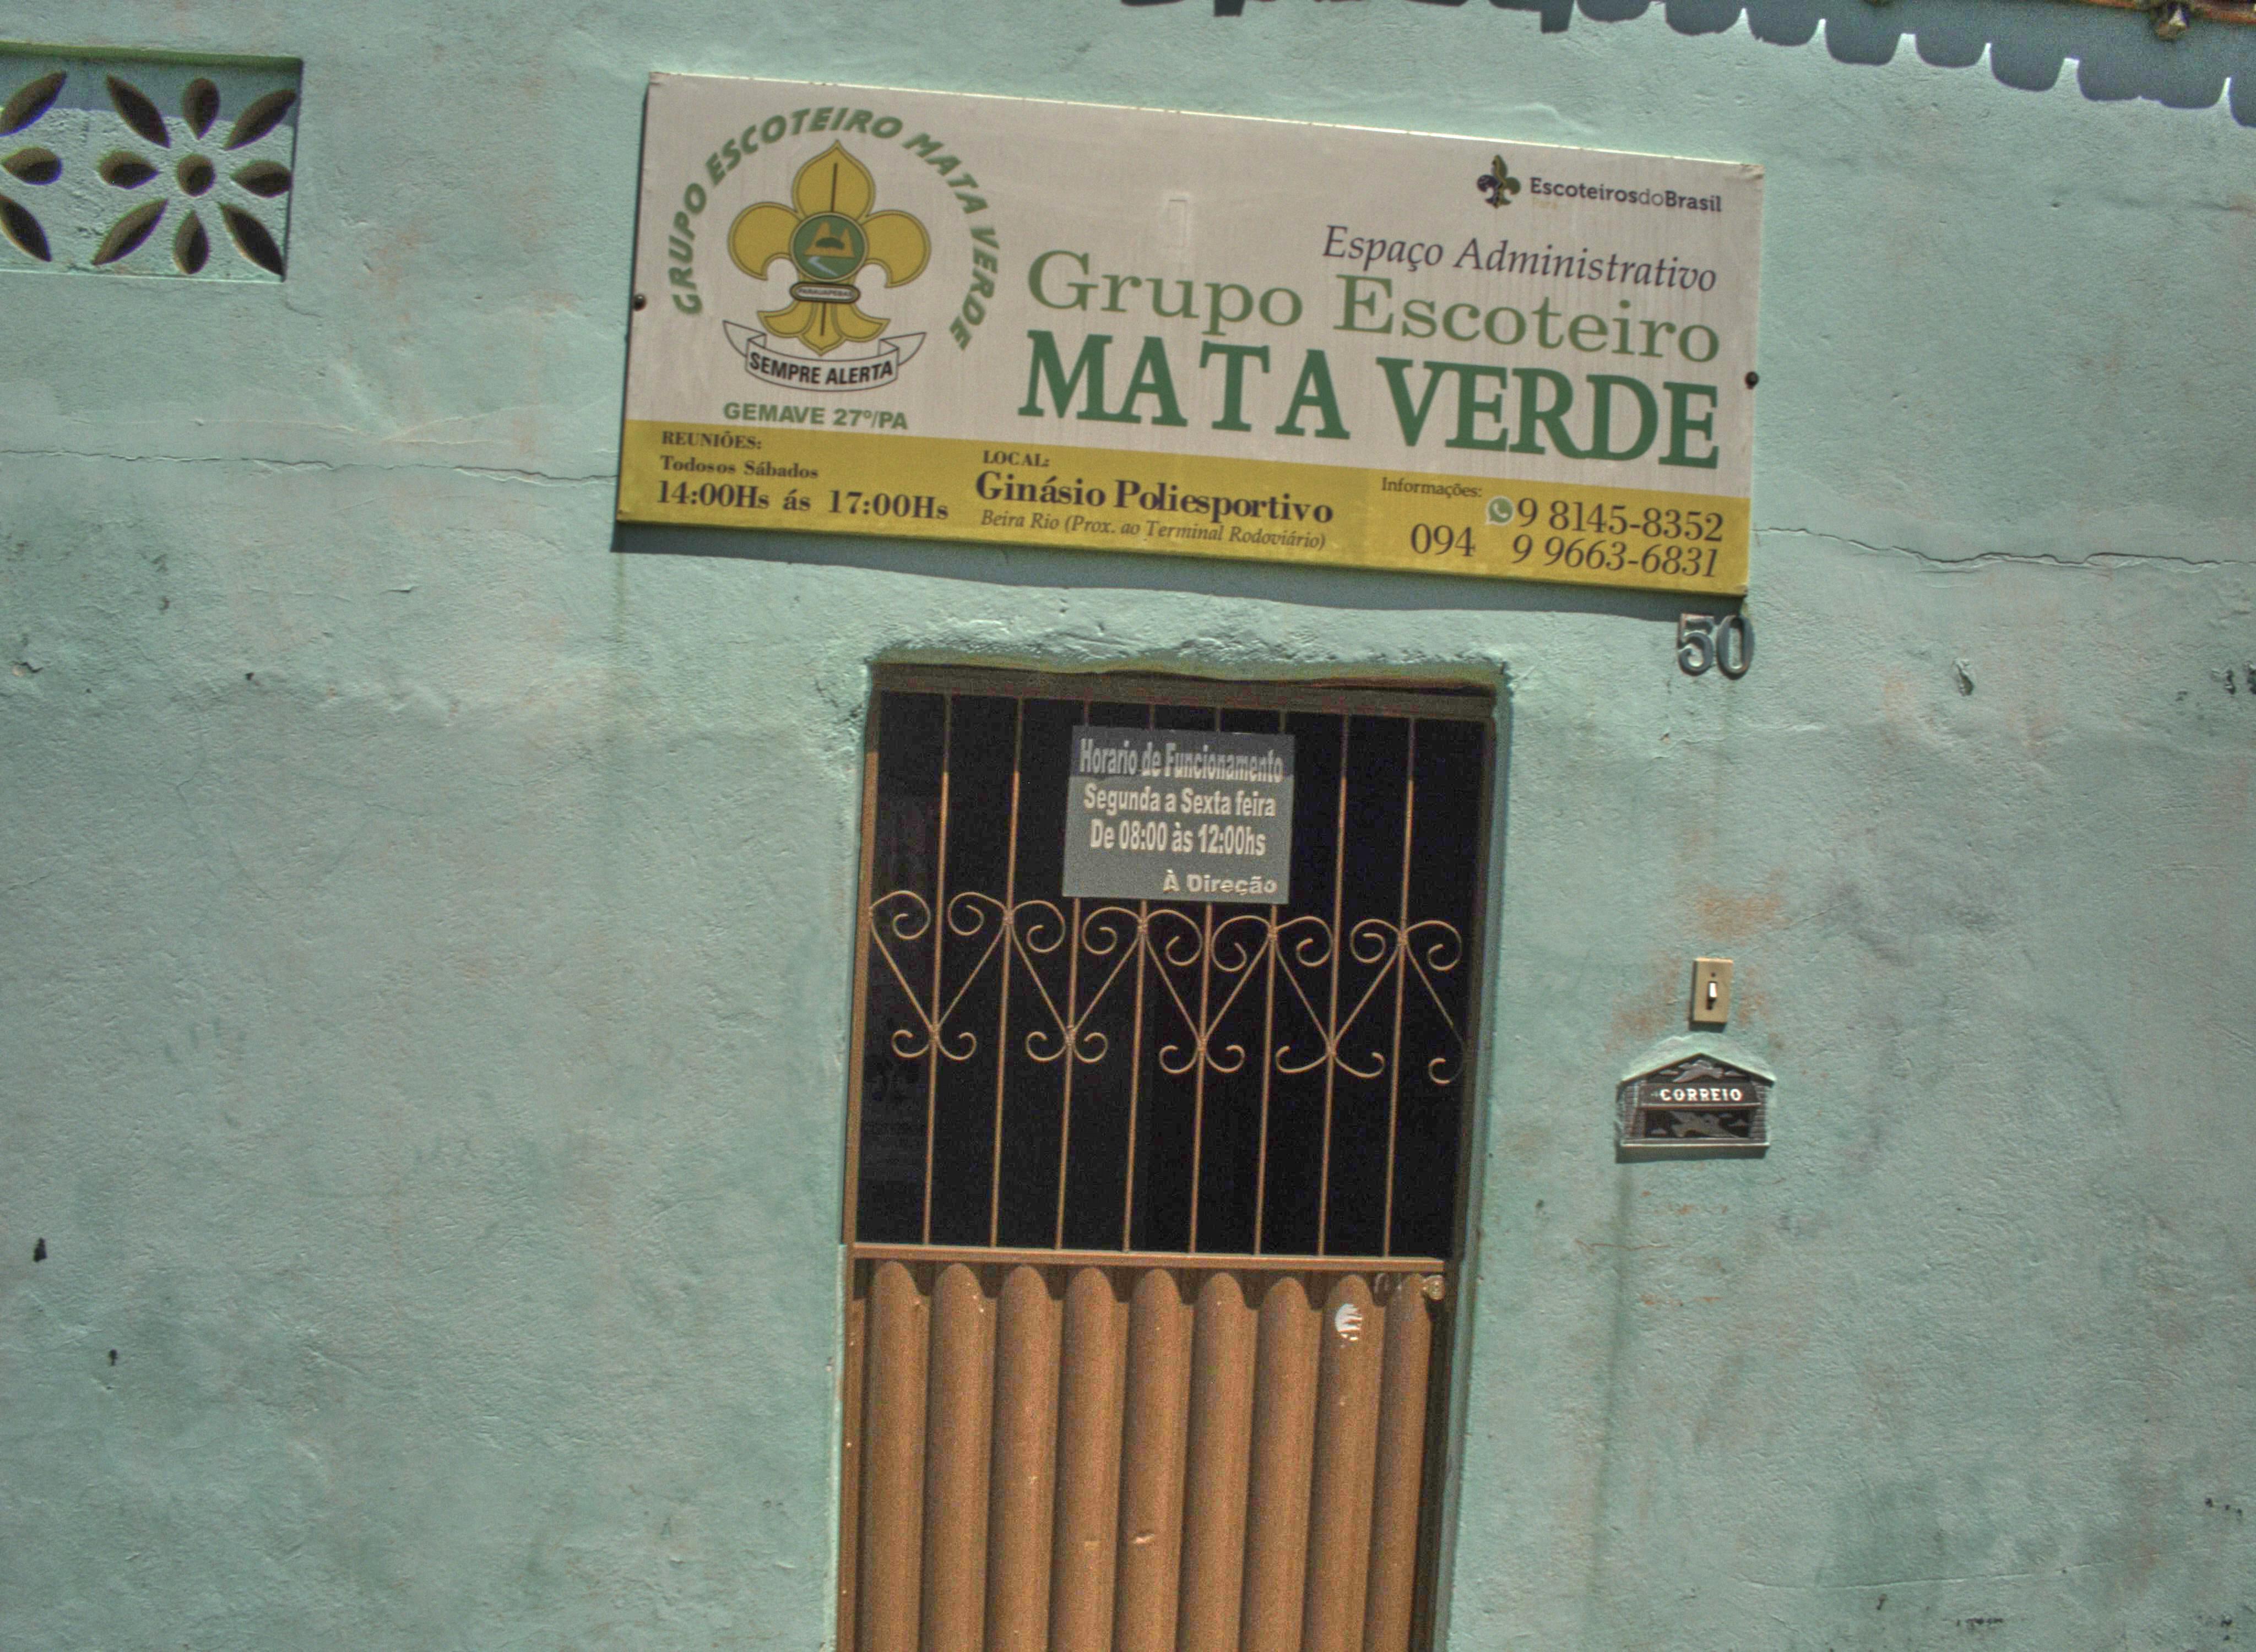 GRUPO ESCOTEIRO MATA VERDE
PARAUAPEBAS
SEMPRE ALERTA
GEMAVE 27º/PA
EscoteirosdoBrasil
Espaço Administrativo
Grupo Escoteiro
MATA VERDE
REUNIÕES:
Todosos Sábados
14:00Hs ás 17:00Hs
LOCAL:
Ginásio Poliesportivo
Beira Rio (Prox. ao Terminal Rodoviário)
Informações:
9 8145-8352
094 9 9663-6831
50
Horario de Funcionamento
Segunda a Sexta feira
De 08:00 às 12:00hs
À Direção
CORREIO